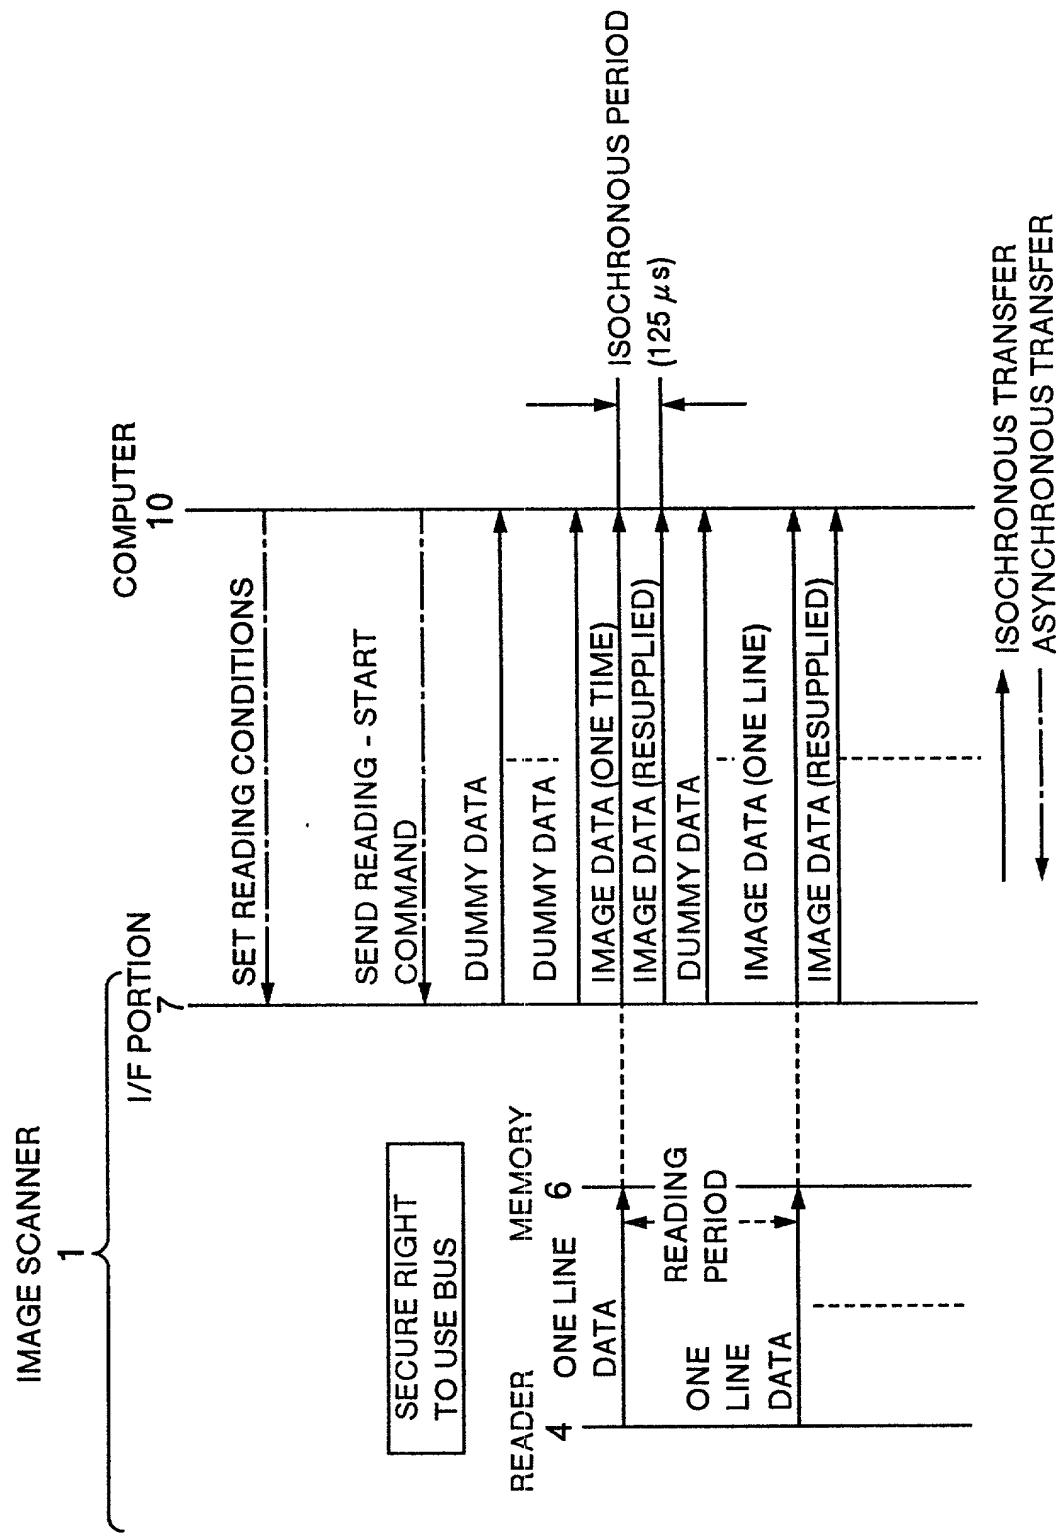 IMAGE SCANNER
1
I/F PORTION
7
COMPUTER
10
SET READING CONDITIONS
SECURE RIGHT
TO USE BUS
SEND READING - START
COMMAND
READER
4
MEMORY
6
DUMMY DATA
DUMMY DATA
ONE LINE
DATA
IMAGE DATA (ONE TIME)
IMAGE DATA (RESUPPLIED)
ISOCHRONOUS PERIOD
(125 μs)
READING
PERIOD
DUMMY DATA
ONE
LINE
DATA
IMAGE DATA (ONE LINE)
IMAGE DATA (RESUPPLIED)
ISOCHRONOUS TRANSFER
ASYNCHRONOUS TRANSFER